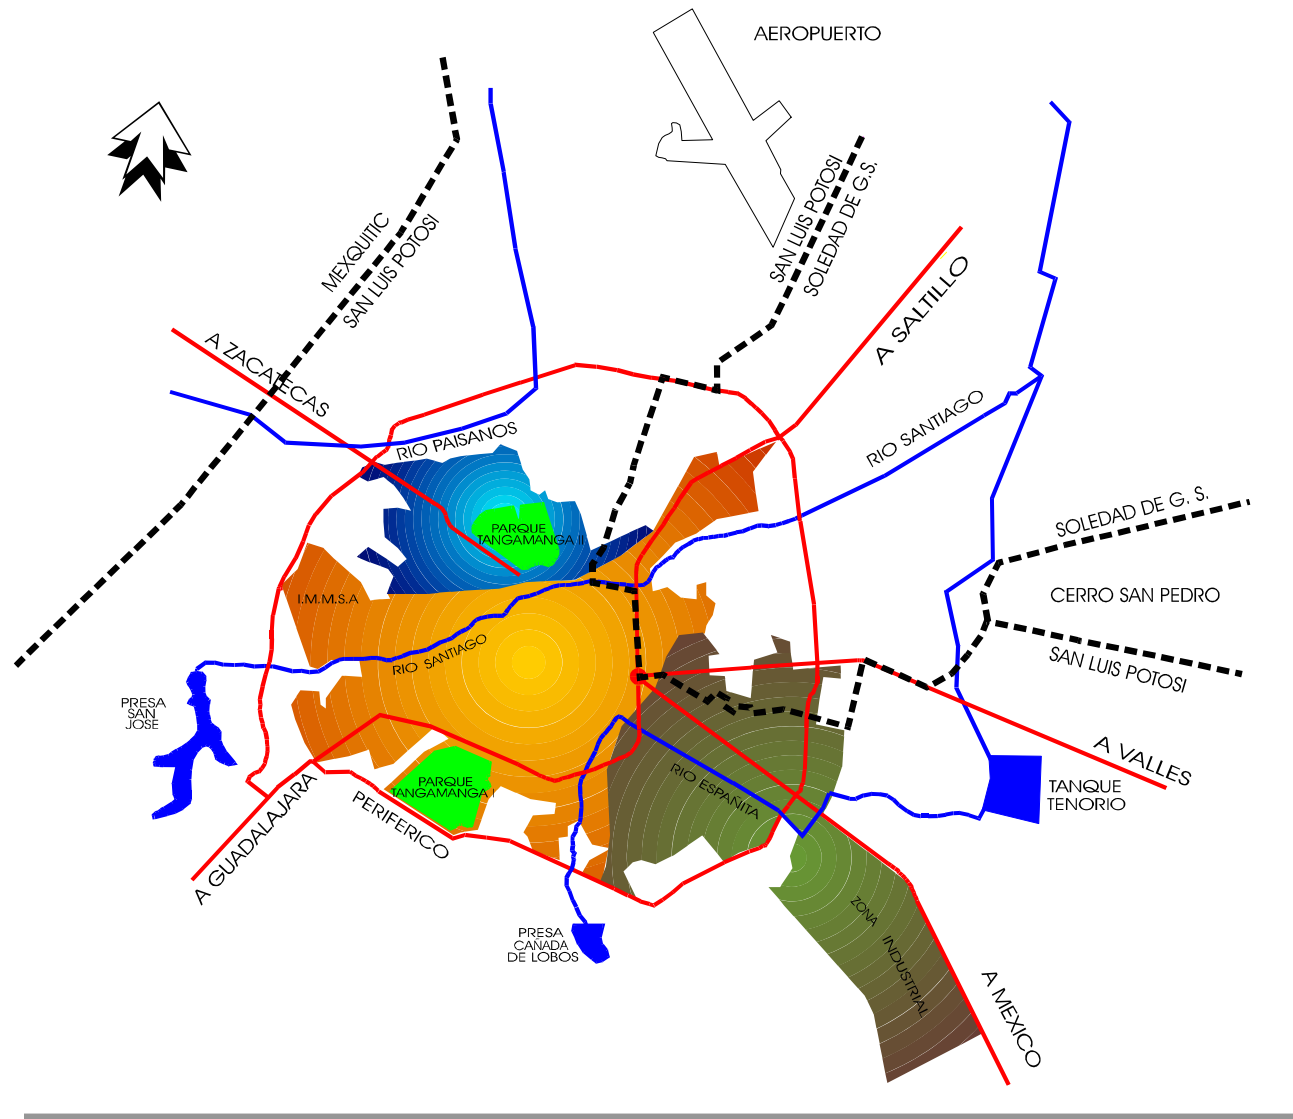 AEROPUERTO
SAN LUIS POTOSI
SOLEDAD DE G.S.
MEXQUITIC
SAN LUIS POTOSI
A SALTILLO
A ZACATECAS
RIO PAISANOS
RIO SANTIAGO
SOLEDAD DE G. S.
PARQUE
TANGAMANGA II
I.M.M.S.A
CERRO SAN PEDRO
RIO SANTIAGO
SAN LUIS POTOSI
PRESA
SAN
JOSE
A VALLES
PARQUE
TANGAMANGA I
RIO ESPAÑITA
TANQUE
TENORIO
PERIFERICO
A GUADALAJARA
ZONA
INDUSTRIAL
PRESA
CAÑADA
DE LOBOS
A MEXICO